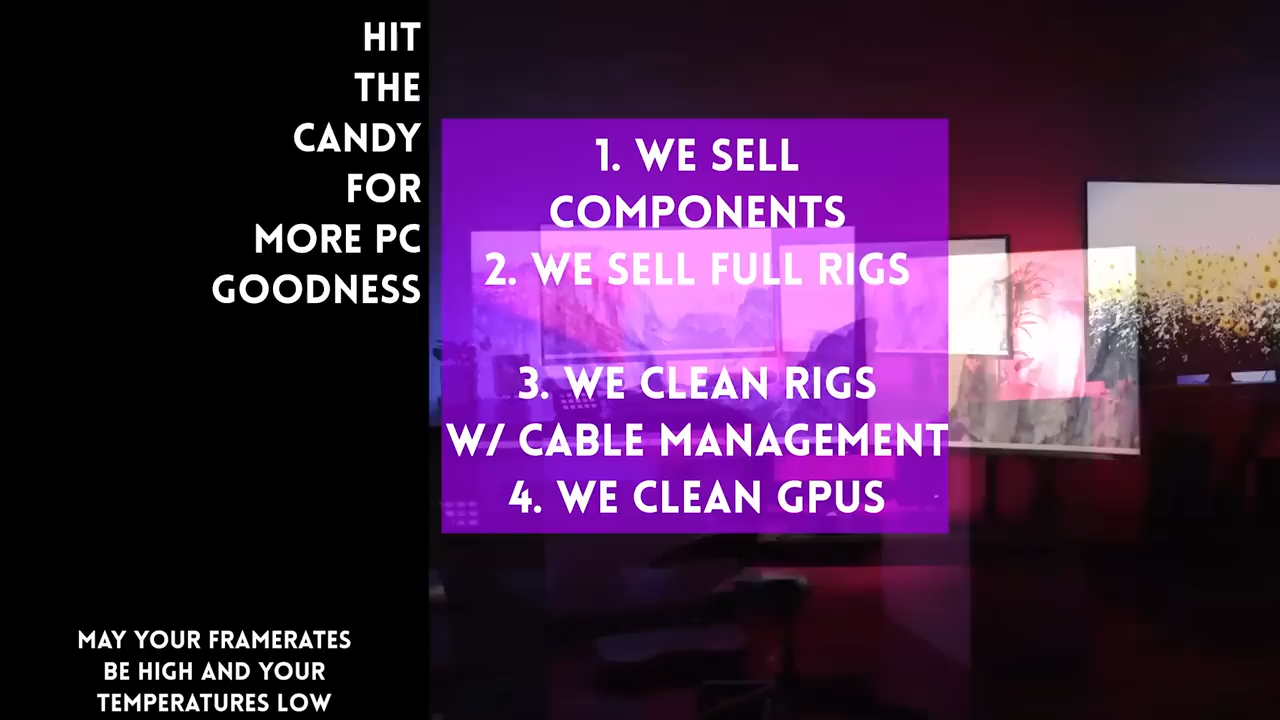 HIT
THE
CANDY
FOR
MORE PC
GOODNESS
1. WE SELL
COMPONENTS
2. WE SELL FULL RIGS
3. WE CLEAN RIGS
W/ CABLE MANAGEMENT
4. WE CLEAN GPUS
MAY YOUR FRAMERATES
BE HIGH AND YOUR
TEMPERATURES LOW